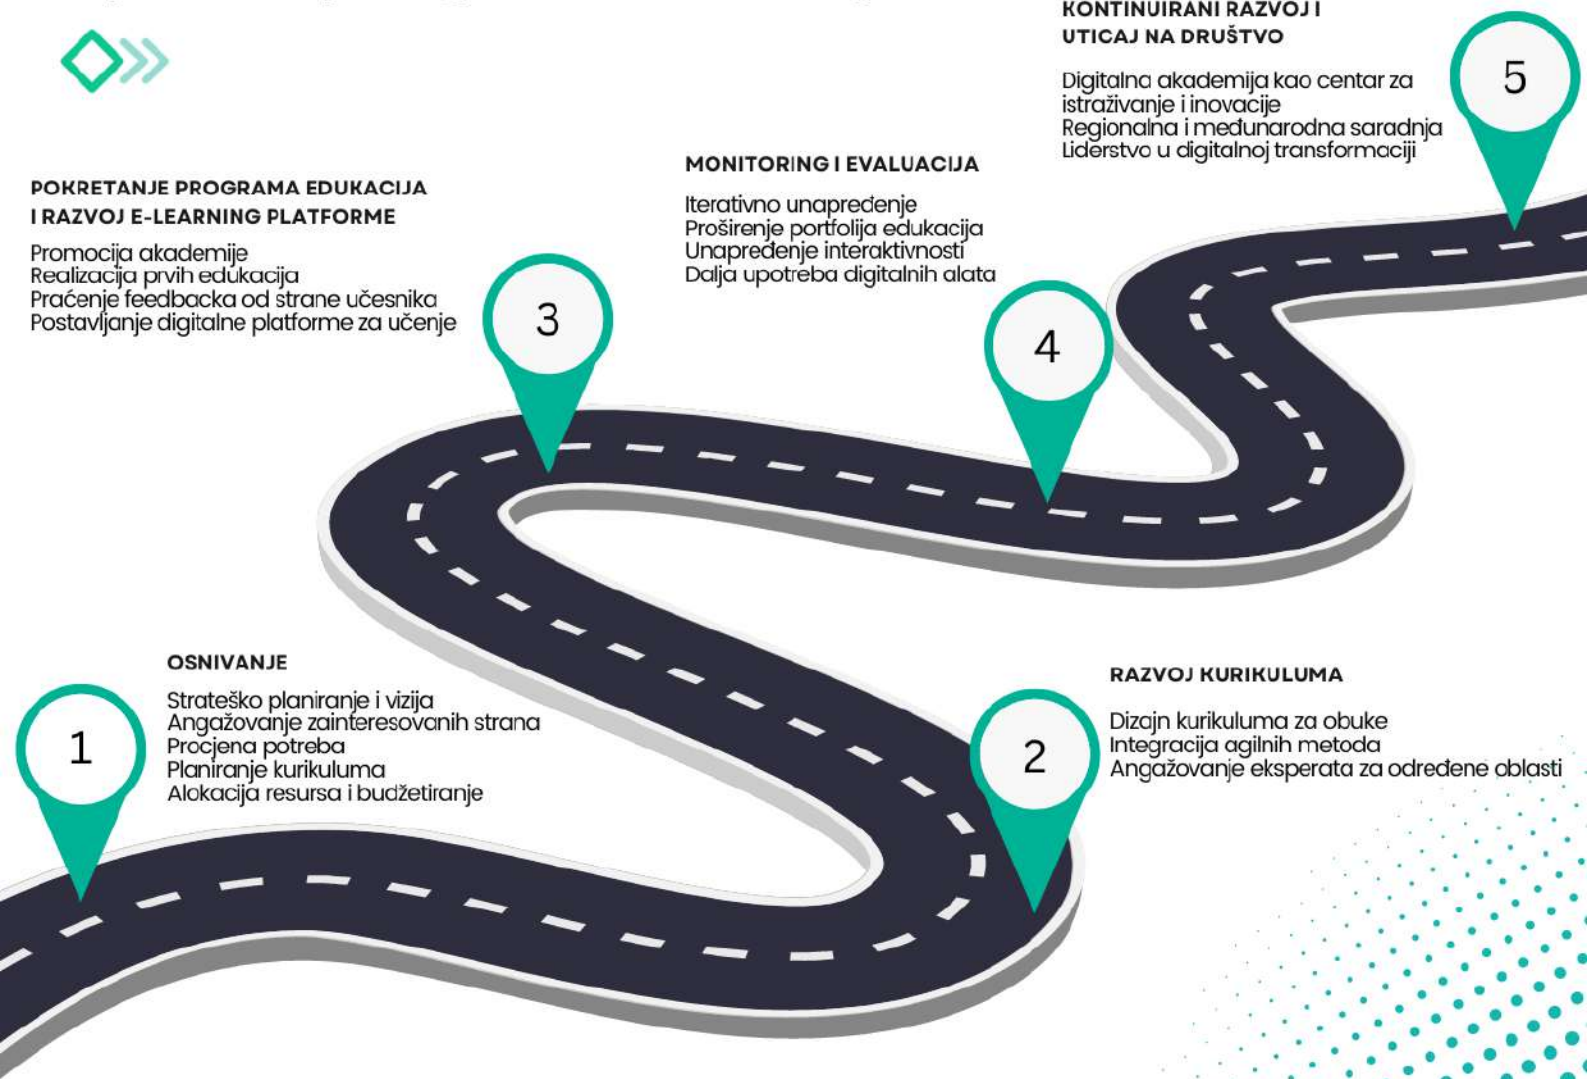 KONTINUIRANI RAZVOJ I
UTICAJ NA DRUŠTVO
Digitalna akademija kao centar za
istraživanje i inovacije
Regionalna i međunarodna saradnja
Liderstvo u digitalnoj transformaciji
5
MONITORING I EVALUACIJA
Iterativno unapređenje
Proširenje portfolija edukacija
Unapređenje interaktivnosti
Dalja upotreba digitalnih alata
4
POKRETANJE PROGRAMA EDUKACIJA
I RAZVOJ E-LEARNING PLATFORME
Promocija akademije
Realizacija prvih edukacija
Praćenje feedbacka od strane učesnika
Postavljanje digitalne platforme za učenje
3
OSNIVANJE
Strateško planiranje i vizija
Angažovanje zainteresovanih strana
Procjena potreba
Planiranje kurikuluma
Alokacija resursa i budžetiranje
1
RAZVOJ KURIKULUMA
Dizajn kurikuluma za obuke
Integracija agilnih metoda
Angažovanje eksperata za određene oblasti
2